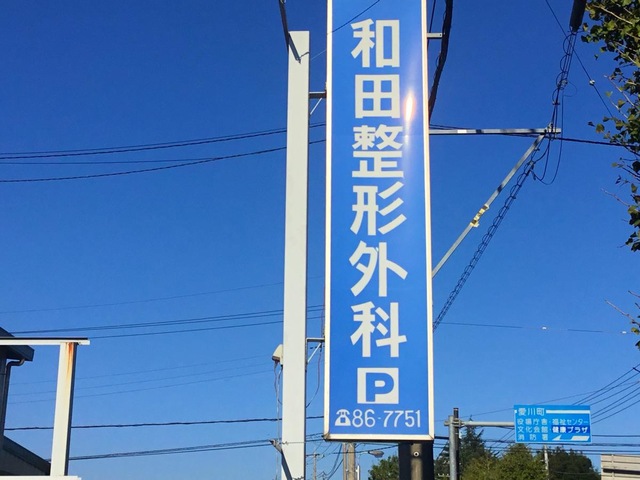 和田整形外科
P
☎86-7751
愛川町
役場庁舎・福祉センター
文化会館・健康プラザ
消防署